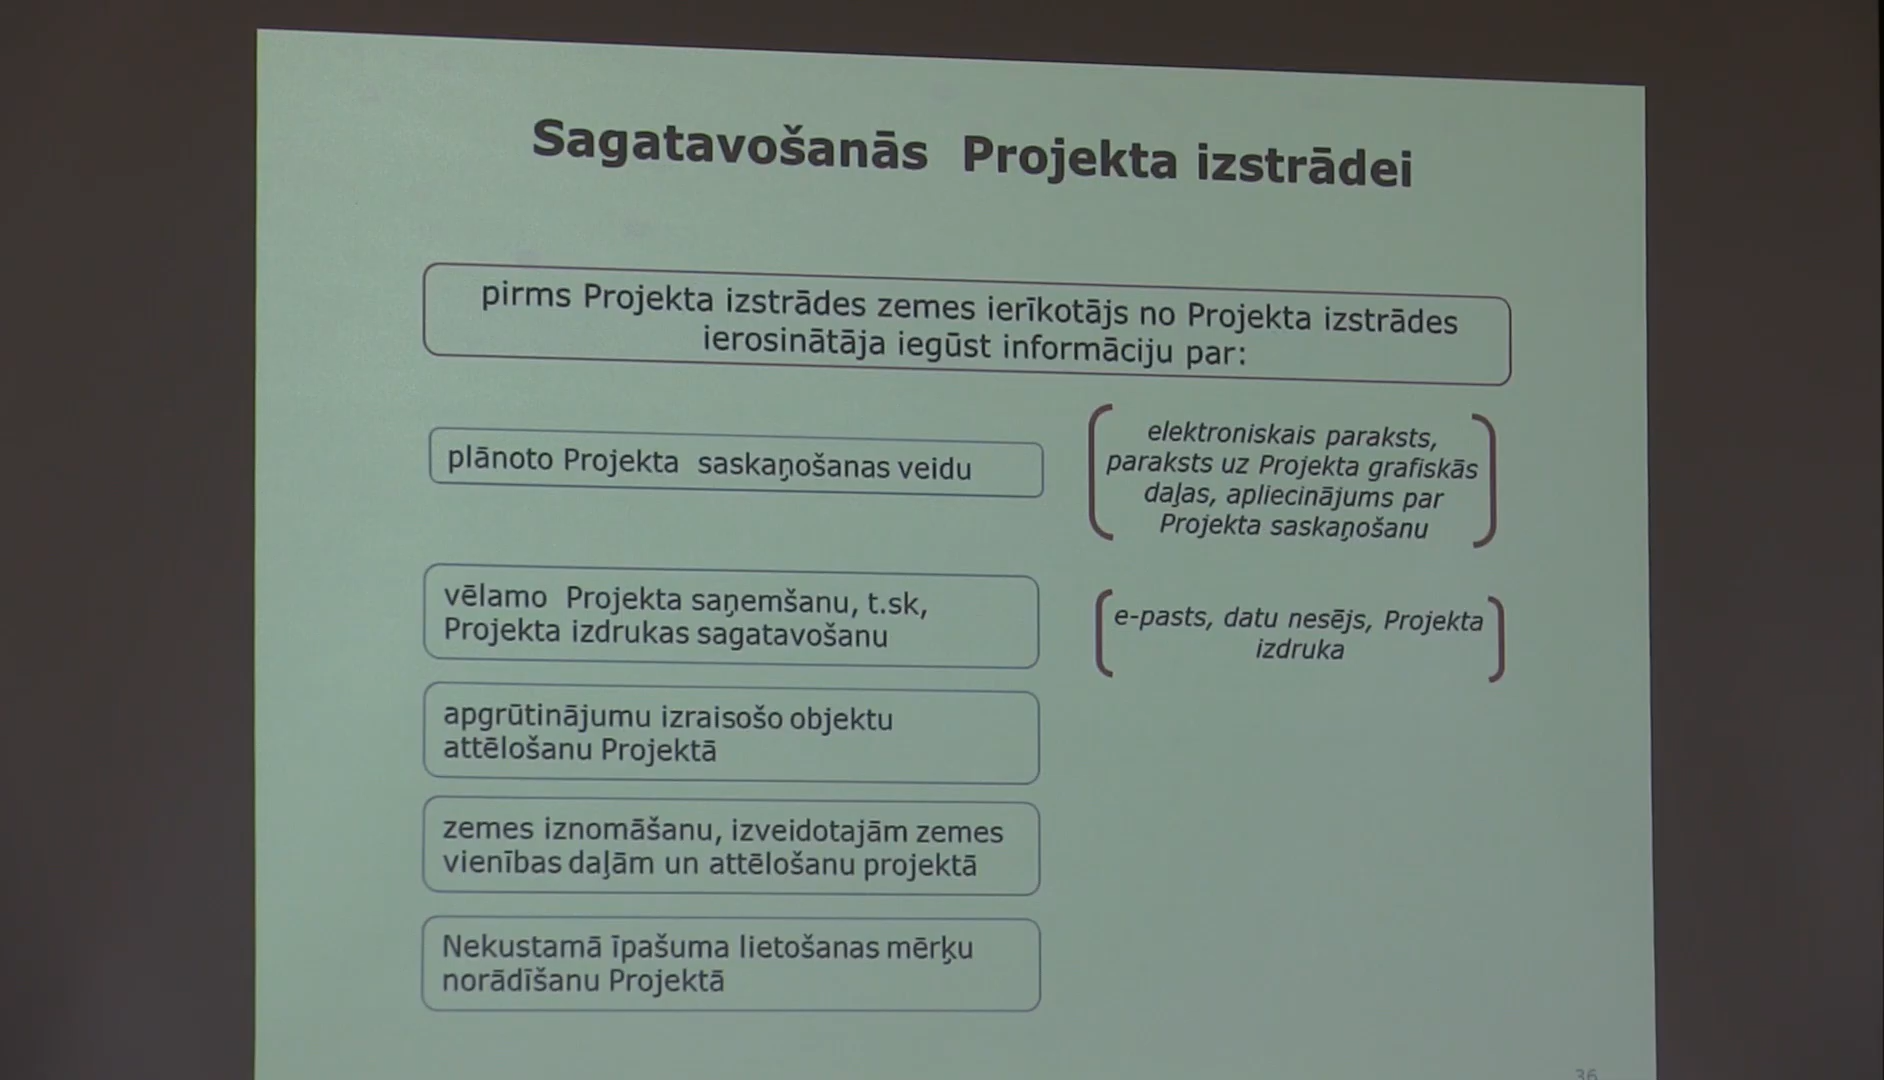 Sagatavošanās Projekta izstrādei
pirms Projekta izstrādes zemes ierīkotājs no Projekta izstrādes
ierosinātāja iegūst informāciju par:
plānoto Projekta saskaņošanas veidu
elektroniskais paraksts,
paraksts uz Projekta grafiskās
daļas, apliecinājums par
Projekta saskaņošanu
vēlamo Projekta saņemšanu, t.sk,
Projekta izdrukas sagatavošanu
e-pasts, datu nesējs, Projekta
izdruka
apgrūtinājumu izraisošo objektu
attēlošanu Projektā
zemes iznomāšanu, izveidotajām zemes
vienības daļām un attēlošanu projektā
Nekustamā īpašuma lietošanas mērķu
norādīšanu Projektā
36